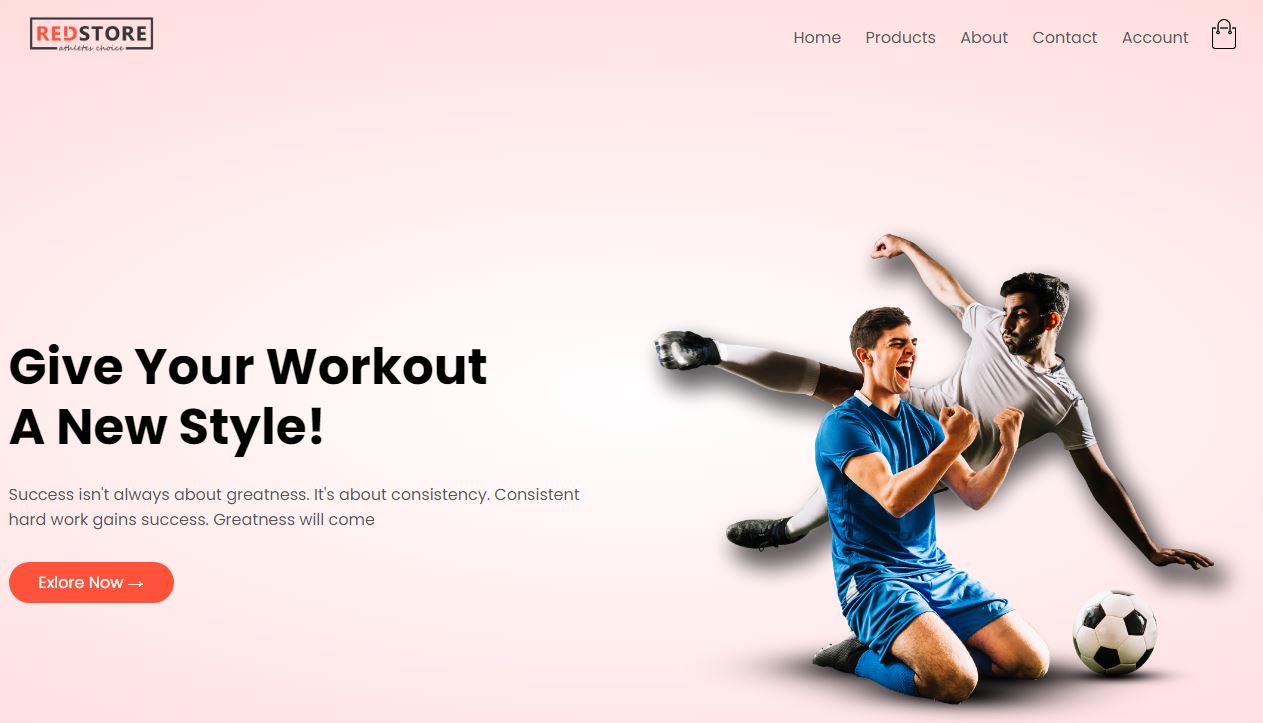 REDSTORE
athletes choice
Home Products About Contact Account
Give Your Workout
A New Style!
Success isn't always about greatness. It's about consistency. Consistent
hard work gains success. Greatness will come
Exlore Now →